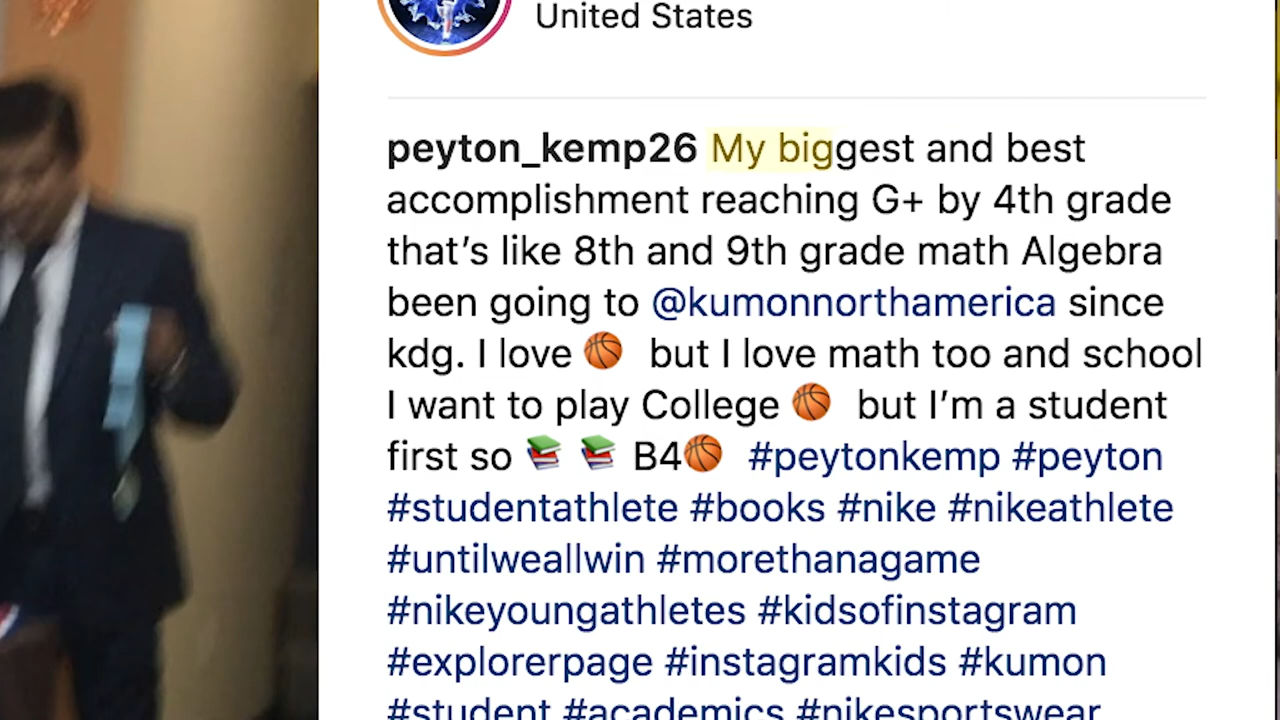 United States
peyton_kemp26 My biggest and best
accomplishment reaching G+ by 4th grade
that’s like 8th and 9th grade math Algebra
been going to @kumonnorthamerica since
kdg. I love 🏀 but I love math too and school
I want to play College 🏀 but I’m a student
first so 📚 📚 B4🏀 #peytonkemp #peyton
#studentathlete #books #nike #nikeathlete
#untilweallwin #morethanagame
#nikeyoungathletes #kidsofinstagram
#explorerpage #instagramkids #kumon
#student #academics #nikesportswear